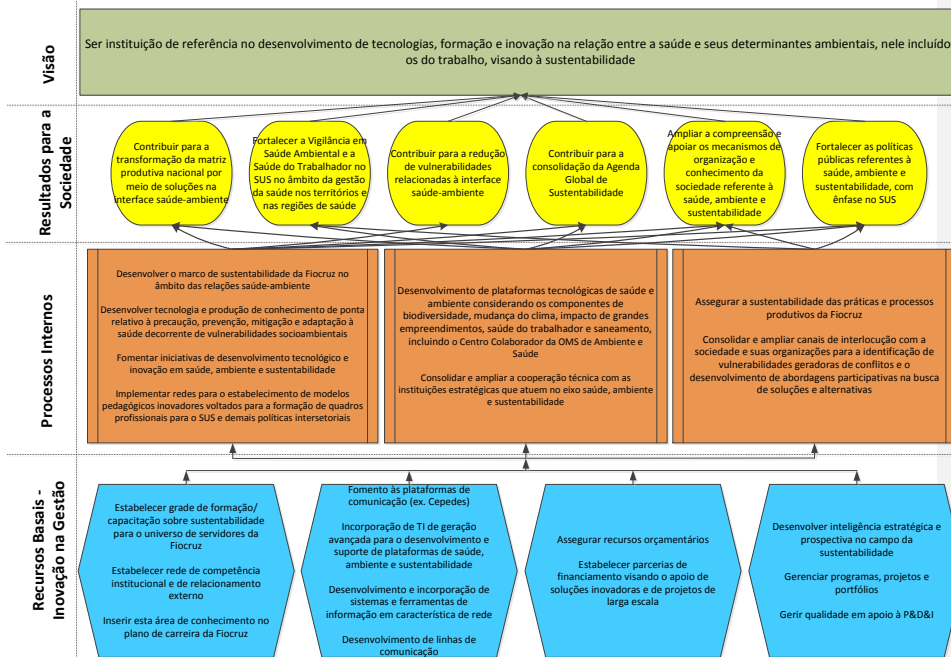 Visão
Ser instituição de referência no desenvolvimento de tecnologias, formação e inovação na relação entre a saúde e seus determinantes ambientais, nele incluído
os do trabalho, visando à sustentabilidade
Resultados para a
Sociedade
Contribuir para a
transformação da matriz
produtiva nacional por
meio de soluções na
interface saúde-ambiente
Fortalecer a Vigilância em
Saúde Ambiental e a
Saúde do Trabalhador no
SUS no âmbito da gestão
da saúde nos territórios e
nas regiões de saúde
Contribuir para a redução
de vulnerabilidades
relacionadas à interface
saúde-ambiente
Contribuir para a
consolidação da Agenda
Global de
Sustentabilidade
Ampliar a compreensão e
apoiar os mecanismos de
organização e
conhecimento da
sociedade referente à
saúde, ambiente e
sustentabilidade
Fortalecer as políticas
públicas referentes à
saúde, ambiente e
sustentabilidade, com
ênfase no SUS
Processos Internos
Desenvolver o marco de sustentabilidade da Fiocruz no
âmbito das relações saúde-ambiente
Desenvolver tecnologia e produção de conhecimento de ponta
relativo à precaução, prevenção, mitigação e adaptação à
saúde decorrente de vulnerabilidades socioambientais
Fomentar iniciativas de desenvolvimento tecnológico e
inovação em saúde, ambiente e sustentabilidade
Implementar redes para o estabelecimento de modelos
pedagógicos inovadores voltados para a formação de quadros
profissionais para o SUS e demais políticas intersetoriais
Desenvolvimento de plataformas tecnológicas de saúde e
ambiente considerando os componentes de
biodiversidade, mudança do clima, impacto de grandes
empreendimentos, saúde do trabalhador e saneamento,
incluindo o Centro Colaborador da OMS de Ambiente e
Saúde
Consolidar e ampliar a cooperação técnica com as
instituições estratégicas que atuem no eixo saúde, ambiente
e sustentabilidade
Assegurar a sustentabilidade das práticas e processos
produtivos da Fiocruz
Consolidar e ampliar canais de interlocução com a
sociedade e suas organizações para a identificação de
vulnerabilidades geradoras de conflitos e o
desenvolvimento de abordagens participativas na busca
de soluções e alternativas
Recursos Basais -
Inovação na Gestão
Estabelecer grade de formação/
capacitação sobre sustentabilidade
para o universo de servidores da
Fiocruz
Estabelecer rede de competência
institucional e de relacionamento
externo
Inserir esta área de conhecimento no
plano de carreira da Fiocruz
Fomento às plataformas de
comunicação (ex. Cepedes)
Incorporação de TI de geração
avançada para o desenvolvimento e
suporte de plataformas de saúde,
ambiente e sustentabilidade
Desenvolvimento e incorporação de
sistemas e ferramentas de
informação em característica de rede
Desenvolvimento de linhas de
comunicação
Assegurar recursos orçamentários
Estabelecer parcerias de
financiamento visando o apoio de
soluções inovadoras e de projetos de
larga escala
Desenvolver inteligência estratégica e
prospectiva no campo da
sustentabilidade
Gerenciar programas, projetos e
portfólios
Gerir qualidade em apoio à P&D&I